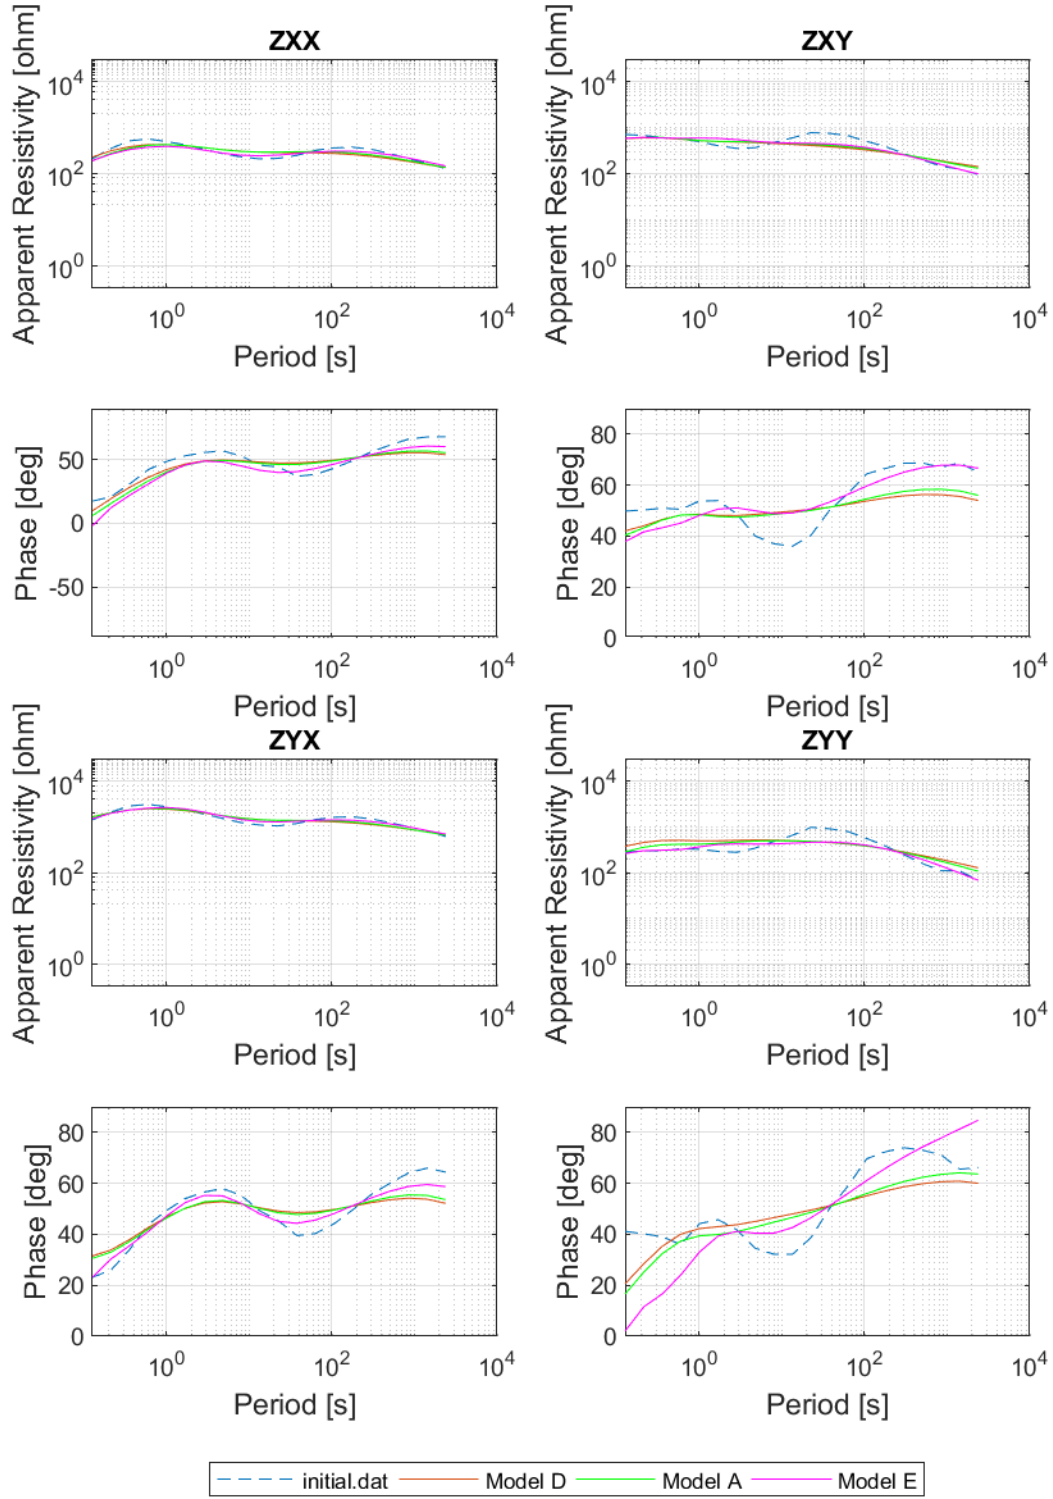 ZXX
Apparent Resistivity [ohm]
10^4
10^2
10^0
10^0 10^2 10^4
Period [s]
ZXY
Apparent Resistivity [ohm]
10^4
10^2
10^0
10^0 10^2 10^4
Period [s]
Phase [deg]
50
0
-50
10^0 10^2 10^4
Period [s]
Phase [deg]
80
60
40
20
0
10^0 10^2 10^4
Period [s]
ZYX
Apparent Resistivity [ohm]
10^4
10^2
10^0
10^0 10^2 10^4
Period [s]
ZYY
Apparent Resistivity [ohm]
10^4
10^2
10^0
10^0 10^2 10^4
Period [s]
Phase [deg]
80
60
40
20
0
10^0 10^2 10^4
Period [s]
Phase [deg]
80
60
40
20
0
10^0 10^2 10^4
Period [s]
initial.dat Model D Model A Model E